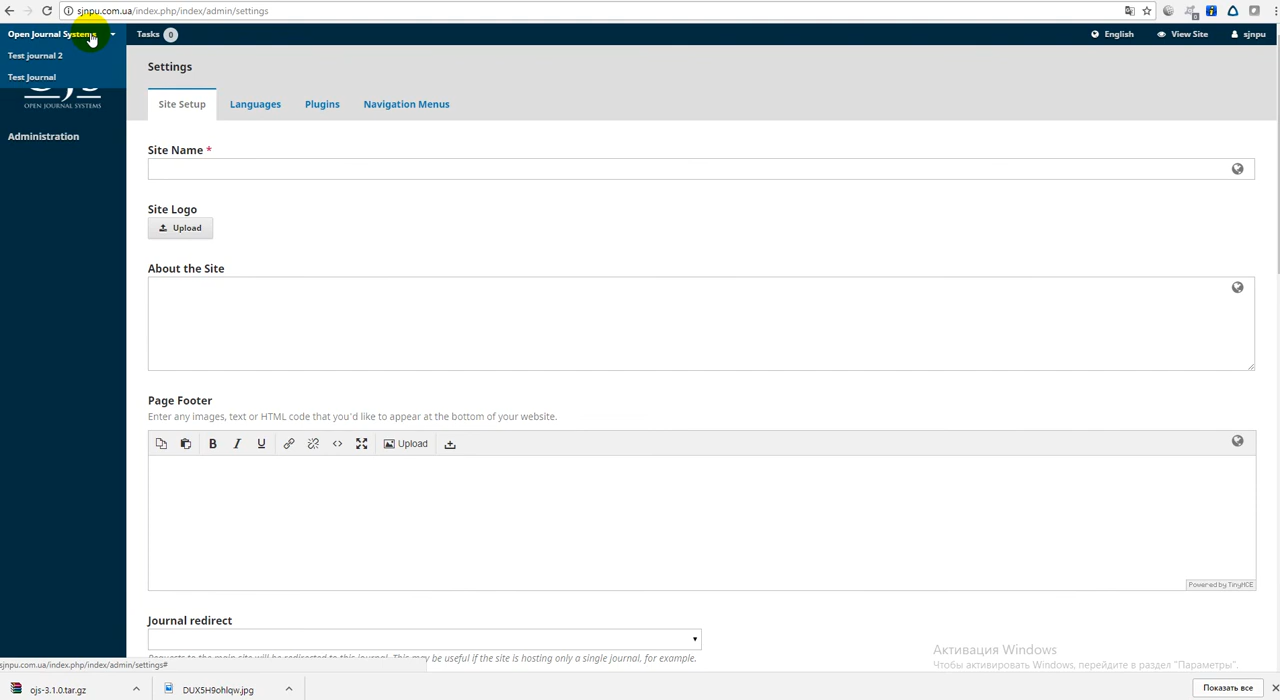 sjnpu.com.ua/index.php/index/admin/settings
Open Journal Systems
Tasks 0
English
View Site
sjnpu
Test journal 2
Test Journal
OPEN JOURNAL SYSTEMS
Administration
Settings
Site Setup
Languages
Plugins
Navigation Menus
Site Name *
Site Logo
Upload
About the Site
Page Footer
Enter any images, text or HTML code that you'd like to appear at the bottom of your website.
B I U Upload
Powered by TinyMCE
Journal redirect
Requests to the main site will be redirected to this journal. This may be useful if the site is hosting only a single journal, for example.
Активация Windows
Чтобы активировать Windows, перейдите в раздел "Параметры".
sjnpu.com.ua/index.php/index/admin/settings#
ojs-3.1.0.tar.gz
DUX5H9ohlqw.jpg
Показать все